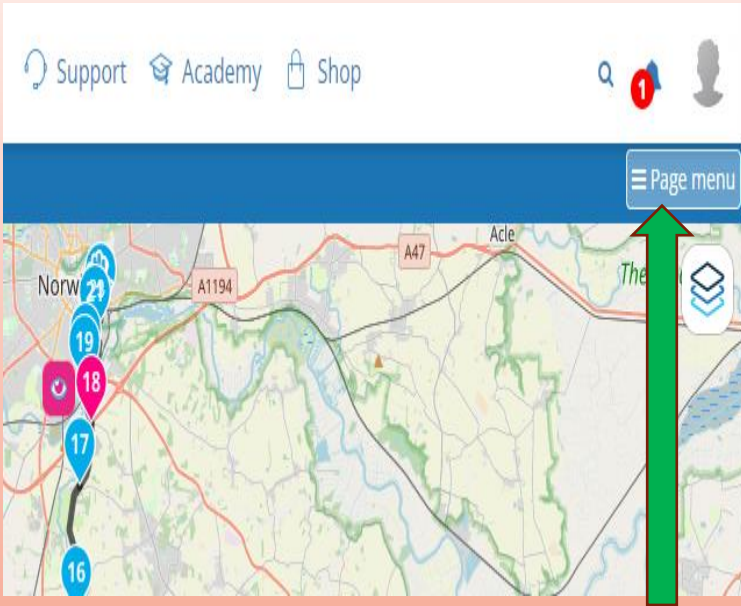 Support Academy Shop
1
Page menu
Acle
A47
The
Norw
A1194
21
19
18
17
16